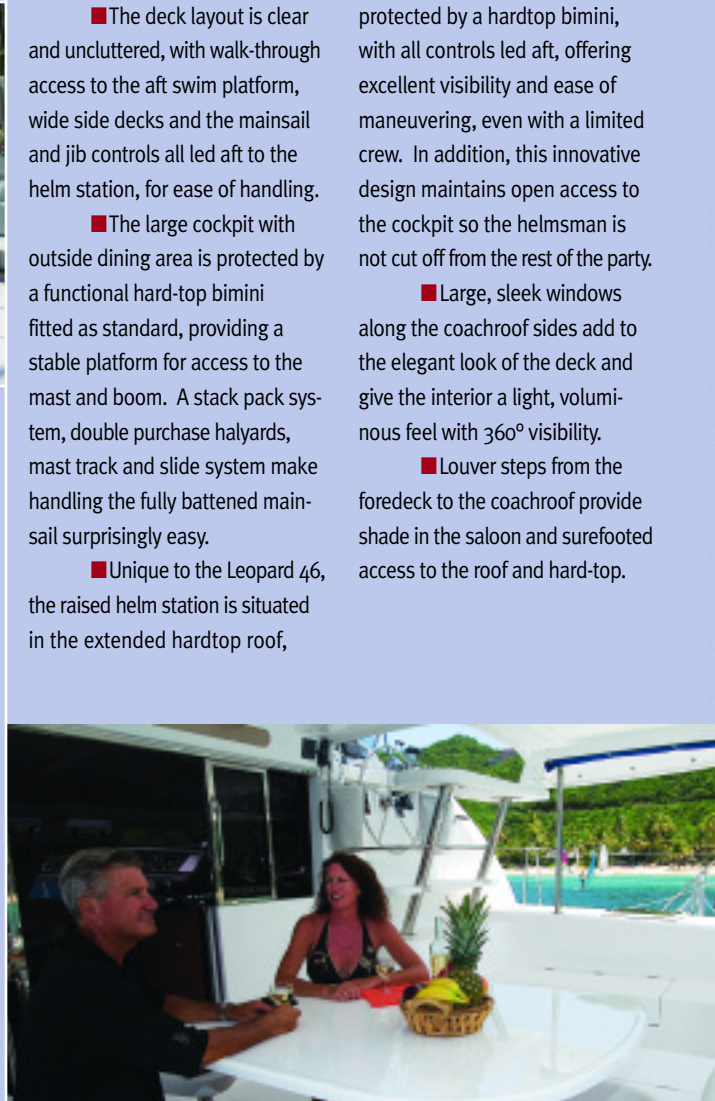 ■The deck layout is clear
and uncluttered, with walk-through
access to the aft swim platform,
wide side decks and the mainsail
and jib controls all led aft to the
helm station, for ease of handling.
■The large cockpit with
outside dining area is protected by
a functional hard-top bimini
fitted as standard, providing a
stable platform for access to the
mast and boom.  A stack pack sys-
tem, double purchase halyards,
mast track and slide system make
handling the fully battened main-
sail surprisingly easy.
■Unique to the Leopard 46,
the raised helm station is situated
in the extended hardtop roof,
protected by a hardtop bimini,
with all controls led aft, offering
excellent visibility and ease of
maneuvering, even with a limited
crew.  In addition, this innovative
design maintains open access to
the cockpit so the helmsman is
not cut off from the rest of the party.
■Large, sleek windows
along the coachroof sides add to
the elegant look of the deck and
give the interior a light, volumi-
nous feel with 360º visibility.
■Louver steps from the
foredeck to the coachroof provide
shade in the saloon and surefooted
access to the roof and hard-top.